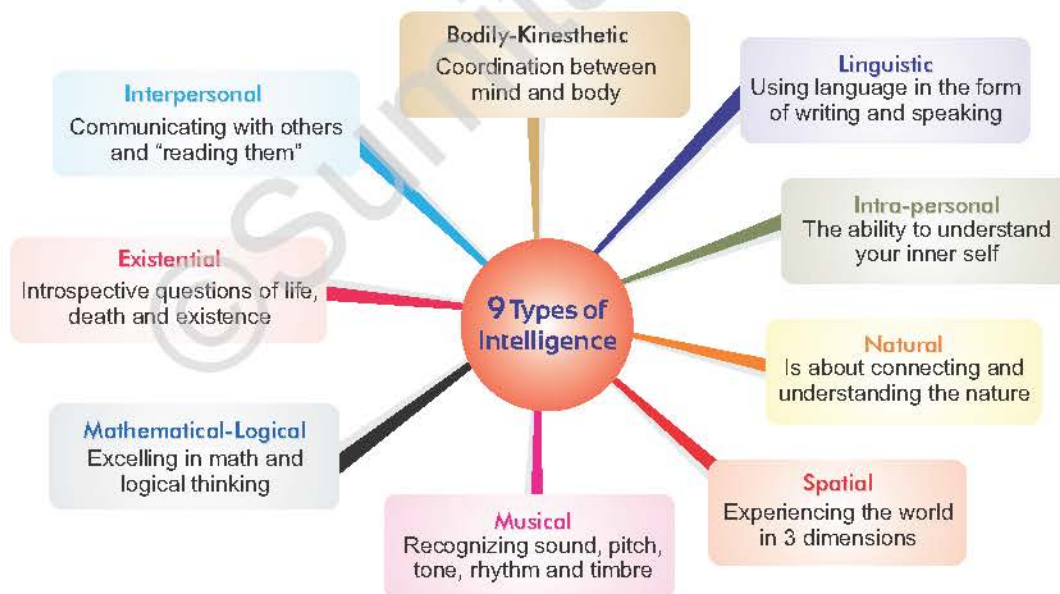 Bodily-Kinesthetic
Coordination between
mind and body
Linguistic
Using language in the form
of writing and speaking
Interpersonal
Communicating with others
and “reading them”
Intra-personal
The ability to understand
your inner self
Existential
Introspective questions of life,
death and existence
9 Types of
Intelligence
Natural
Is about connecting and
understanding the nature
Mathematical-Logical
Excelling in math and
logical thinking
Spatial
Experiencing the world
in 3 dimensions
Musical
Recognizing sound, pitch,
tone, rhythm and timbre